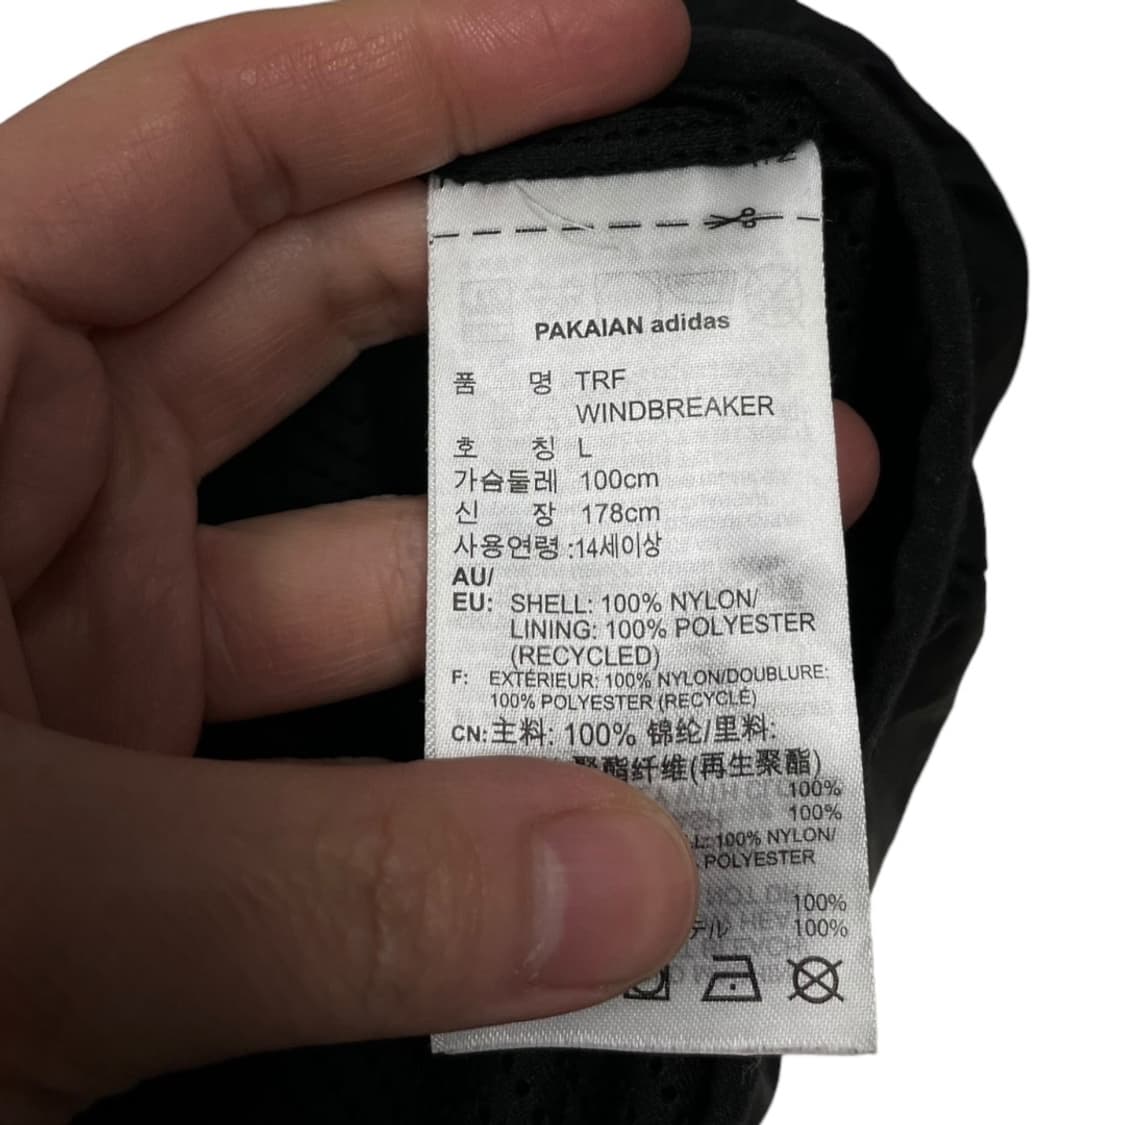 PAKAIAN adidas
품 명 TRF
WINDBREAKER
호 칭 L
가슴둘레 100cm
신 장 178cm
사용연령 :14세이상
AU/
EU: SHELL: 100% NYLON/
LINING: 100% POLYESTER
(RECYCLED)
F: EXTÉRIEUR: 100% NYLON/DOUBLURE:
100% POLYESTER (RECYCLÉ)
CN: 主料: 100% 锦纶/里料:
聚酯纤维(再生聚酯)
100%
100%
100% NYLON/
POLYESTER
100%
100%